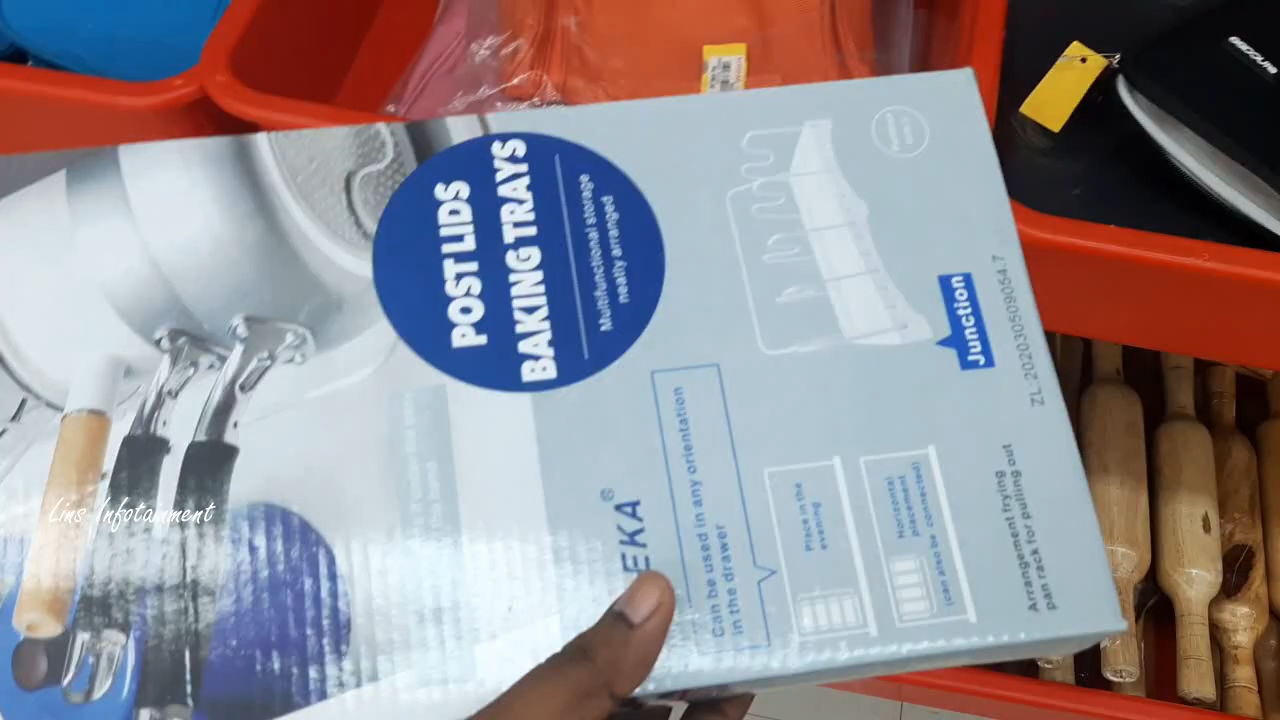 POST LIDS
BAKING TRAYS
Multifunctional storage
neatly arranged
Junction
ZL 202030509054.7
EKA®
Can be used in any orientation
in the drawer
Place in the
evening
Horizontal
placement
(can also be connected)
Arrangement frying
pan rack for pulling out
Lins Infotainment